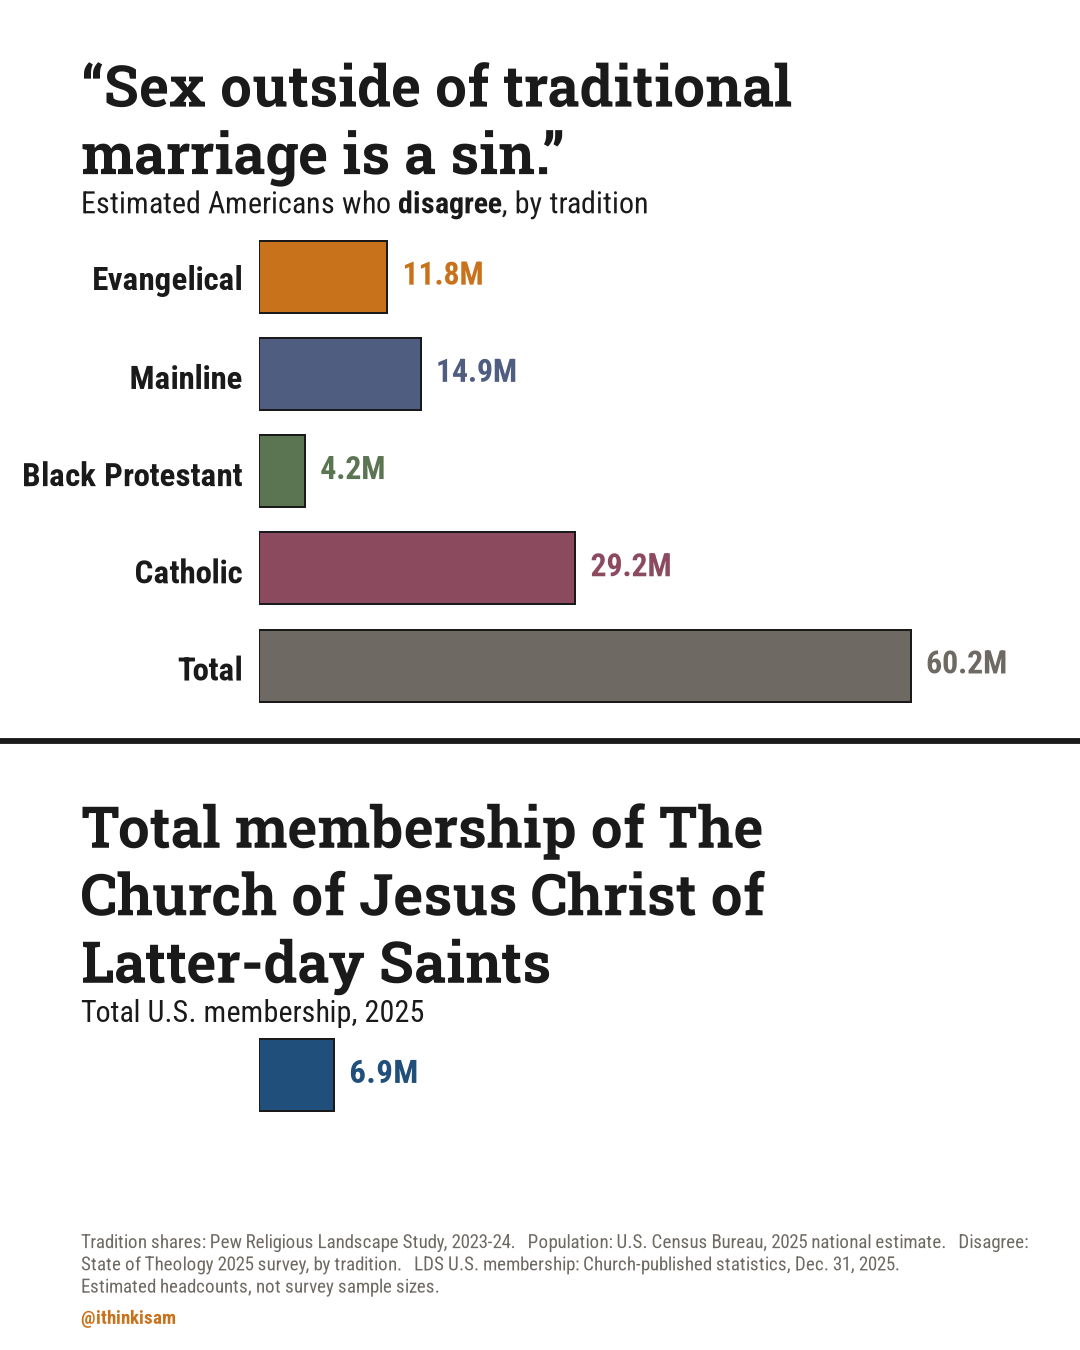 “Sex outside of traditional
marriage is a sin.”
Estimated Americans who disagree, by tradition
Evangelical 11.8M
Mainline 14.9M
Black Protestant 4.2M
Catholic 29.2M
Total 60.2M
Total membership of The
Church of Jesus Christ of
Latter-day Saints
Total U.S. membership, 2025
6.9M
Tradition shares: Pew Religious Landscape Study, 2023-24. Population: U.S. Census Bureau, 2025 national estimate. Disagree:
State of Theology 2025 survey, by tradition. LDS U.S. membership: Church-published statistics, Dec. 31, 2025.
Estimated headcounts, not survey sample sizes.
@ithinkisam